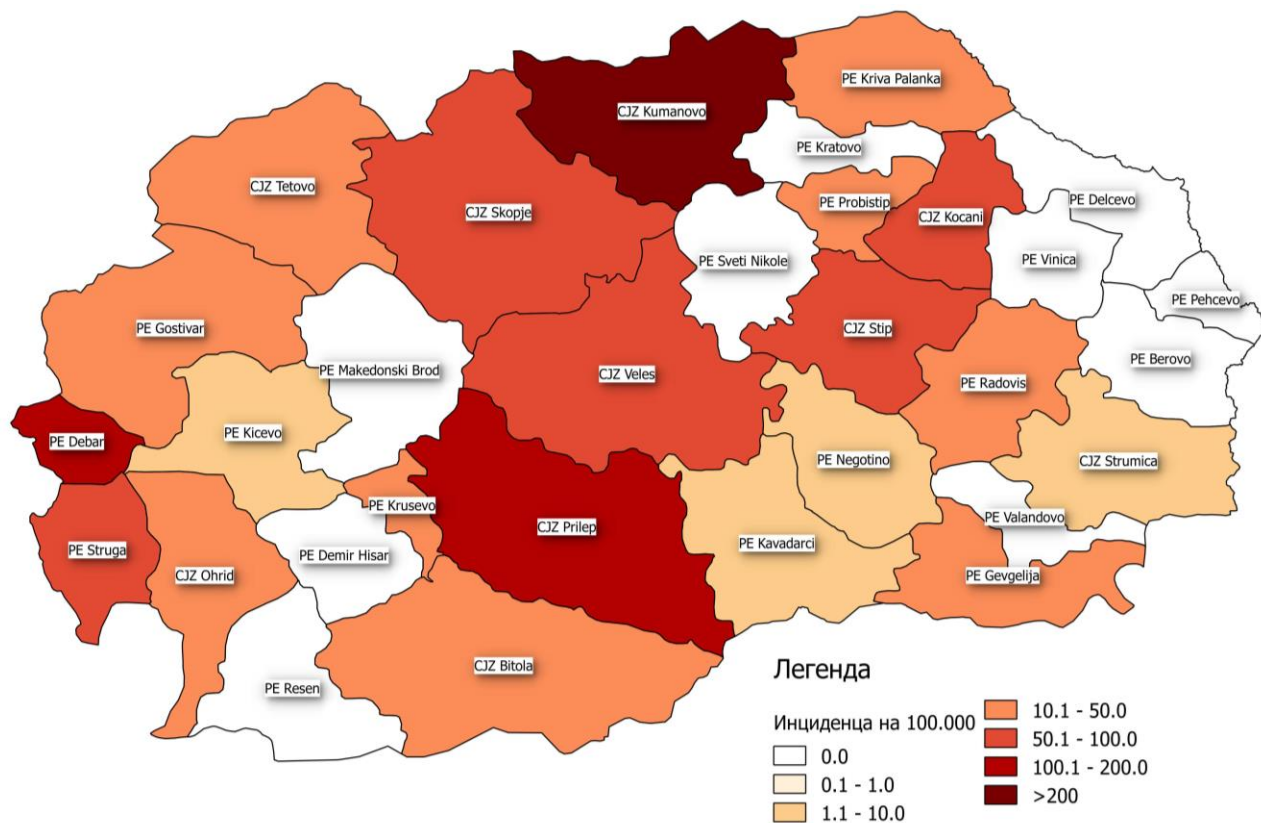 PE Kriva Palanka
CJZ Kumanovo
PE Kratovo
CJZ Tetovo
PE Probistip
PE Delcevo
CJZ Skopje
CJZ Kocani
PE Sveti Nikole
PE Vinica
PE Pehcevo
PE Gostivar
CJZ Stip
PE Berovo
PE Makedonski Brod
CJZ Veles
PE Radovis
PE Debar
PE Kicevo
PE Negotino
CJZ Strumica
PE Krusevo
PE Valandovo
CJZ Prilep
PE Struga
PE Demir Hisar
PE Kavadarci
CJZ Ohrid
PE Gevgelija
CJZ Bitola
PE Resen
Легенда
Инциденца на 100.000
0.0
0.1 - 1.0
1.1 - 10.0
10.1 - 50.0
50.1 - 100.0
100.1 - 200.0
>200